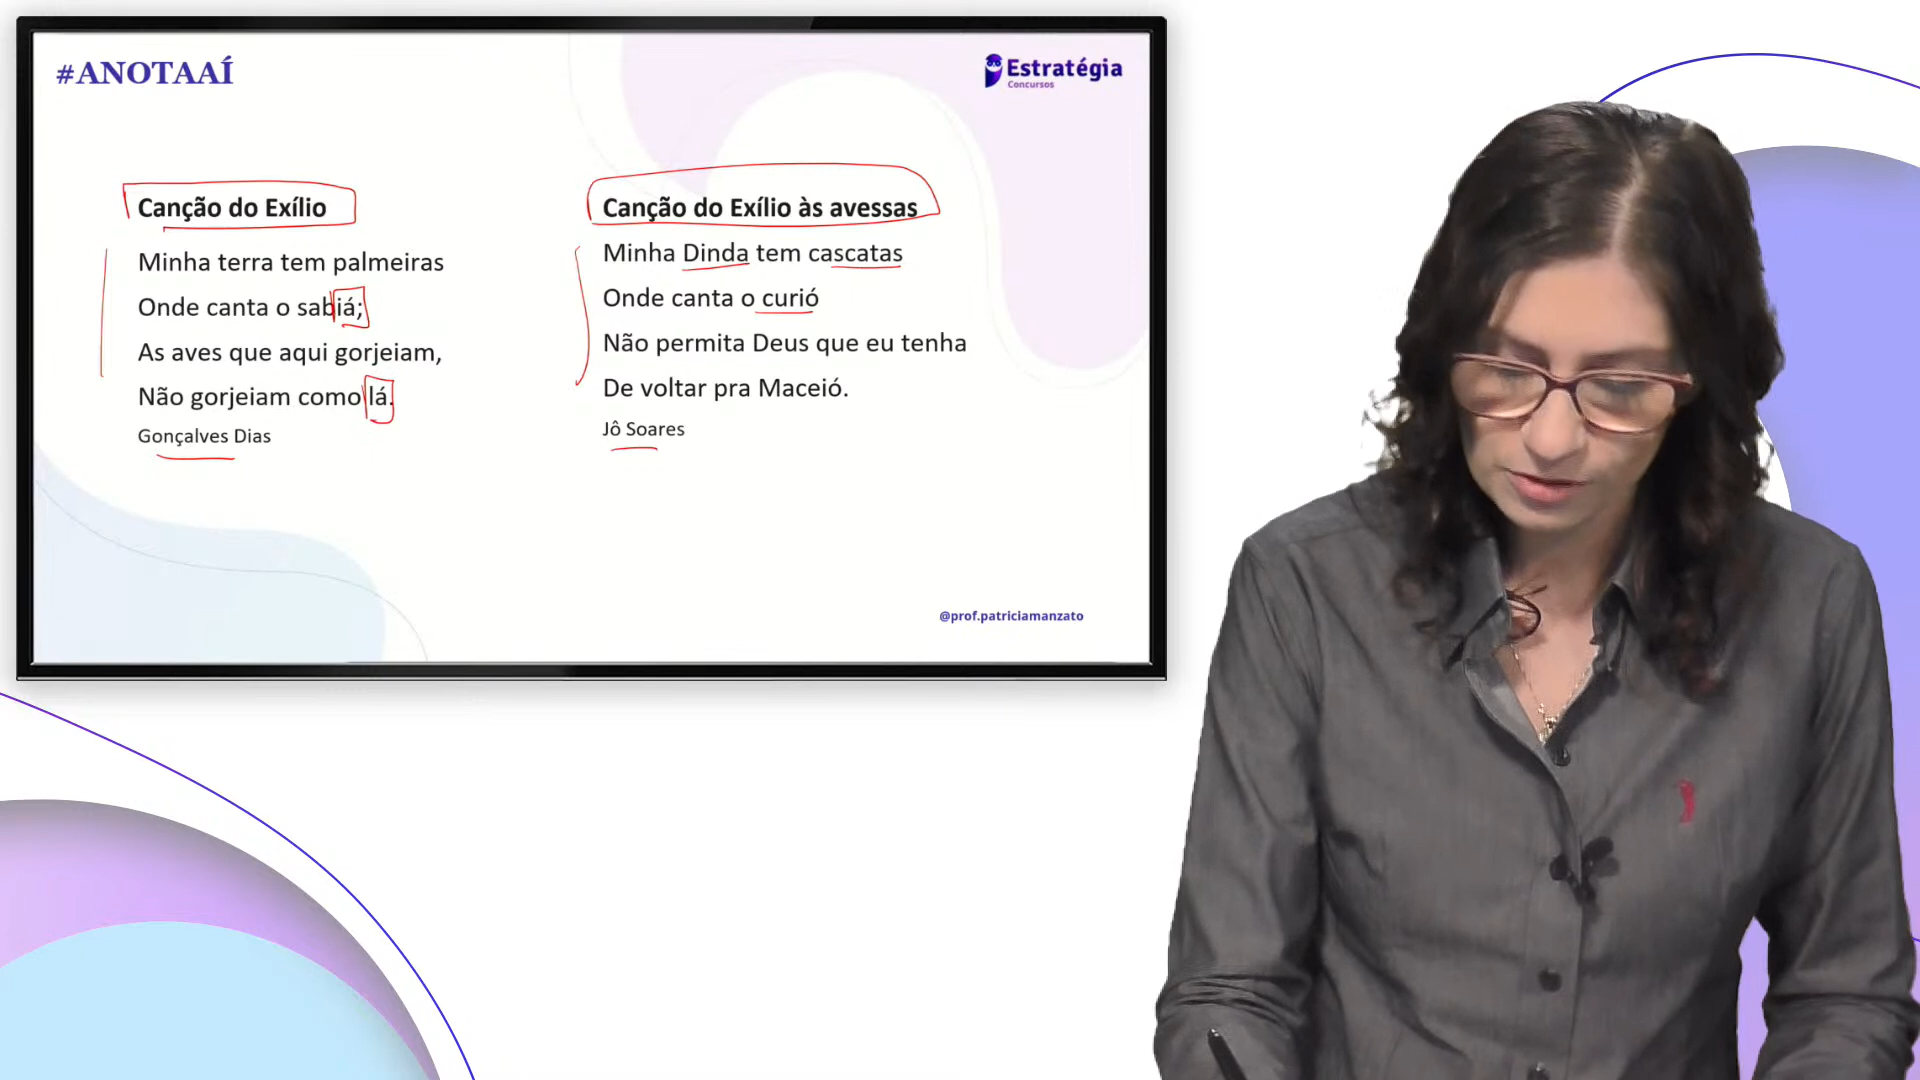 #ANOTAAÍ
Estratégia
Concursos
Canção do Exílio
Minha terra tem palmeiras
Onde canta o sabiá;
As aves que aqui gorjeiam,
Não gorjeiam como lá.
Gonçalves Dias
Canção do Exílio às avessas
Minha Dinda tem cascatas
Onde canta o curió
Não permita Deus que eu tenha
De voltar pra Maceió.
Jô Soares
@prof.patriciamanzato